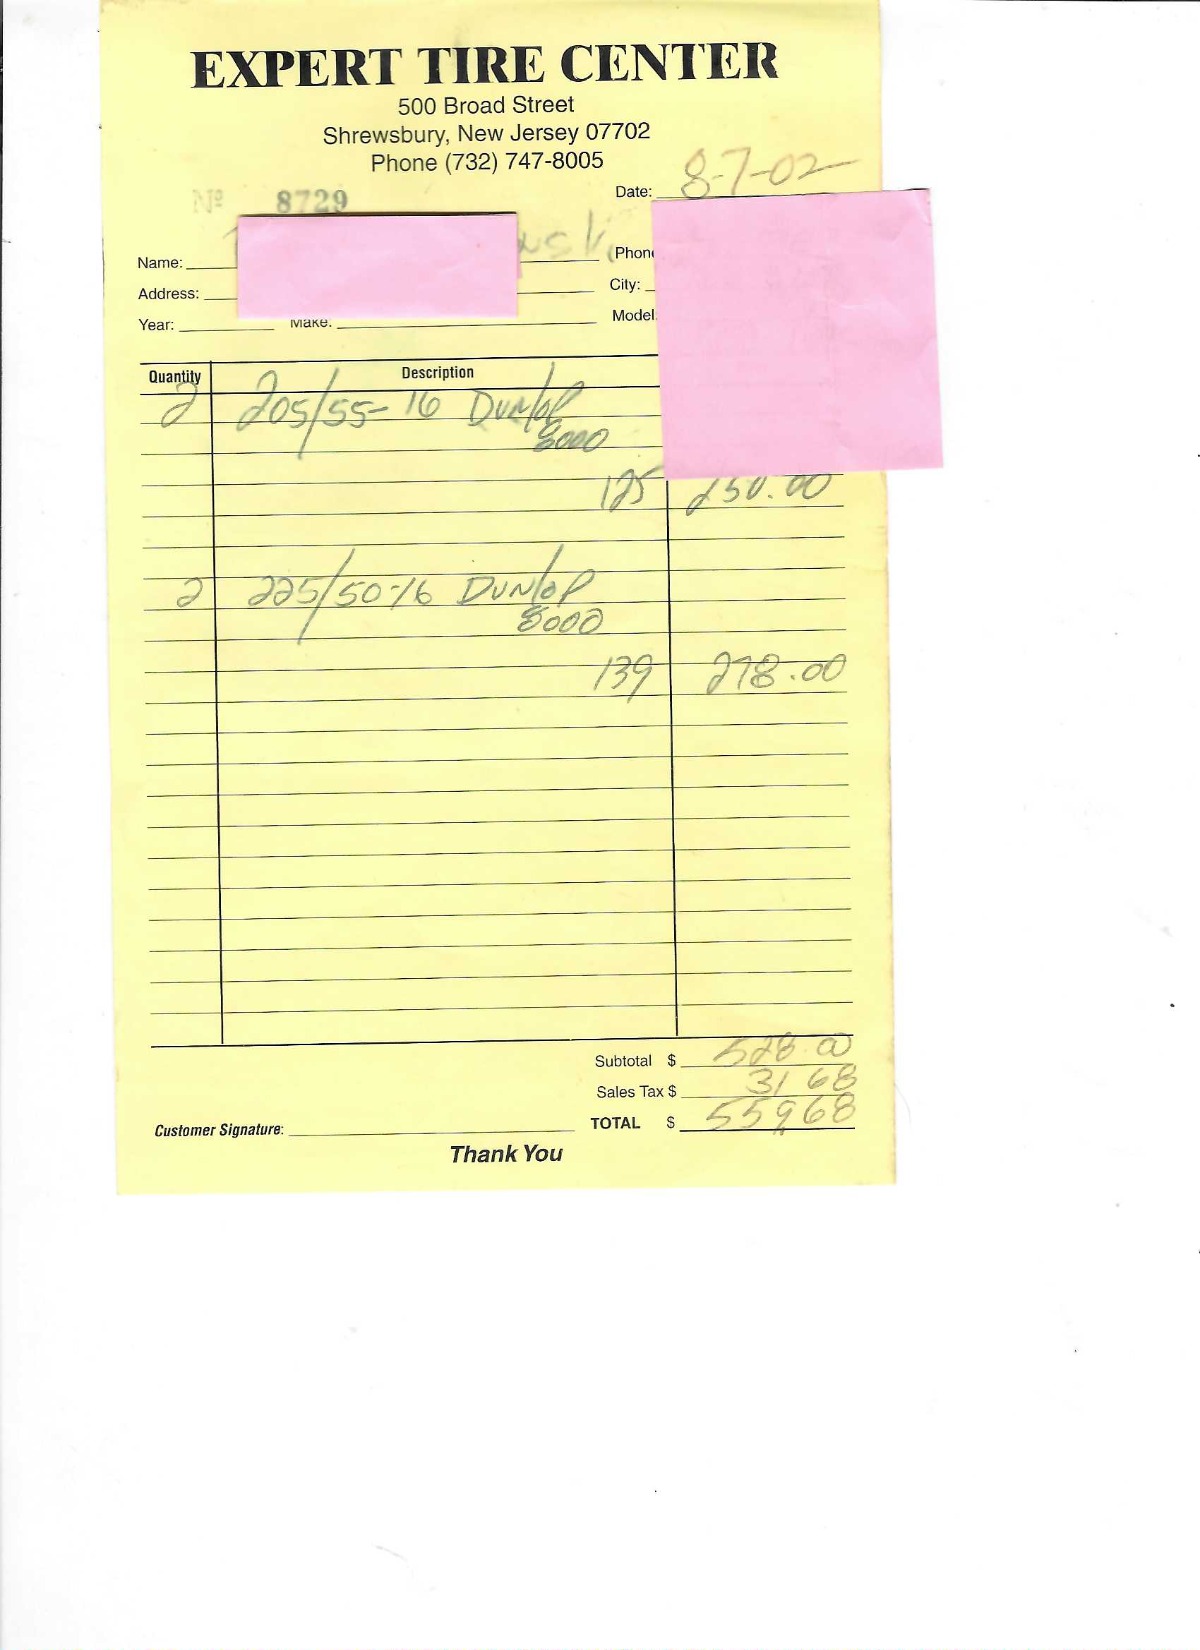 EXPERT TIRE CENTER
500 Broad Street
Shrewsbury, New Jersey 07702
Phone (732) 747-8005
Date: 8-7-02
Nº 8729
Name: Phone
Address: City:
Year: Make: Model:
Quantity Description
2 205/55-16 Dunlop
8000
125 250.00
2 225/50-16 Dunlop
8000
139 278.00
Subtotal $ 528.00
Sales Tax $ 31 68
TOTAL $ 559.68
Customer Signature:
Thank You